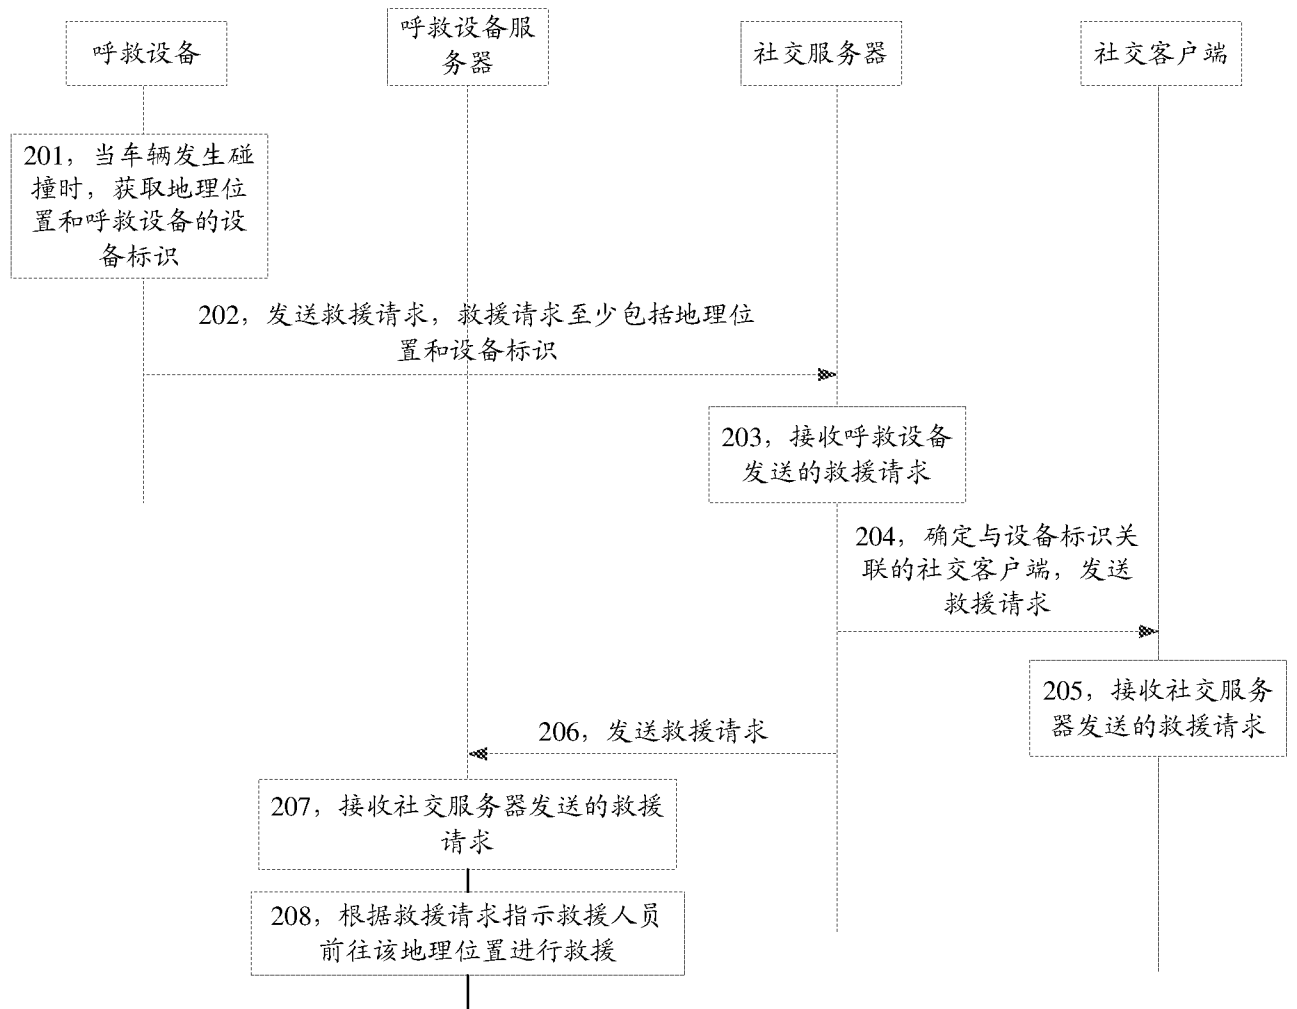 呼救设备
呼救设备服
务器
社交服务器
社交客户端
201，当车辆发生碰
撞时，获取地理位
置和呼救设备的设
备标识
202，发送救援请求，救援请求至少包括地理位
置和设备标识
203，接收呼救设备
发送的救援请求
204，确定与设备标识关
联的社交客户端，发送
救援请求
205，接收社交服务
器发送的救援请求
206，发送救援请求
207，接收社交服务器发送的救援
请求
208，根据救援请求指示救援人员
前往该地理位置进行救援